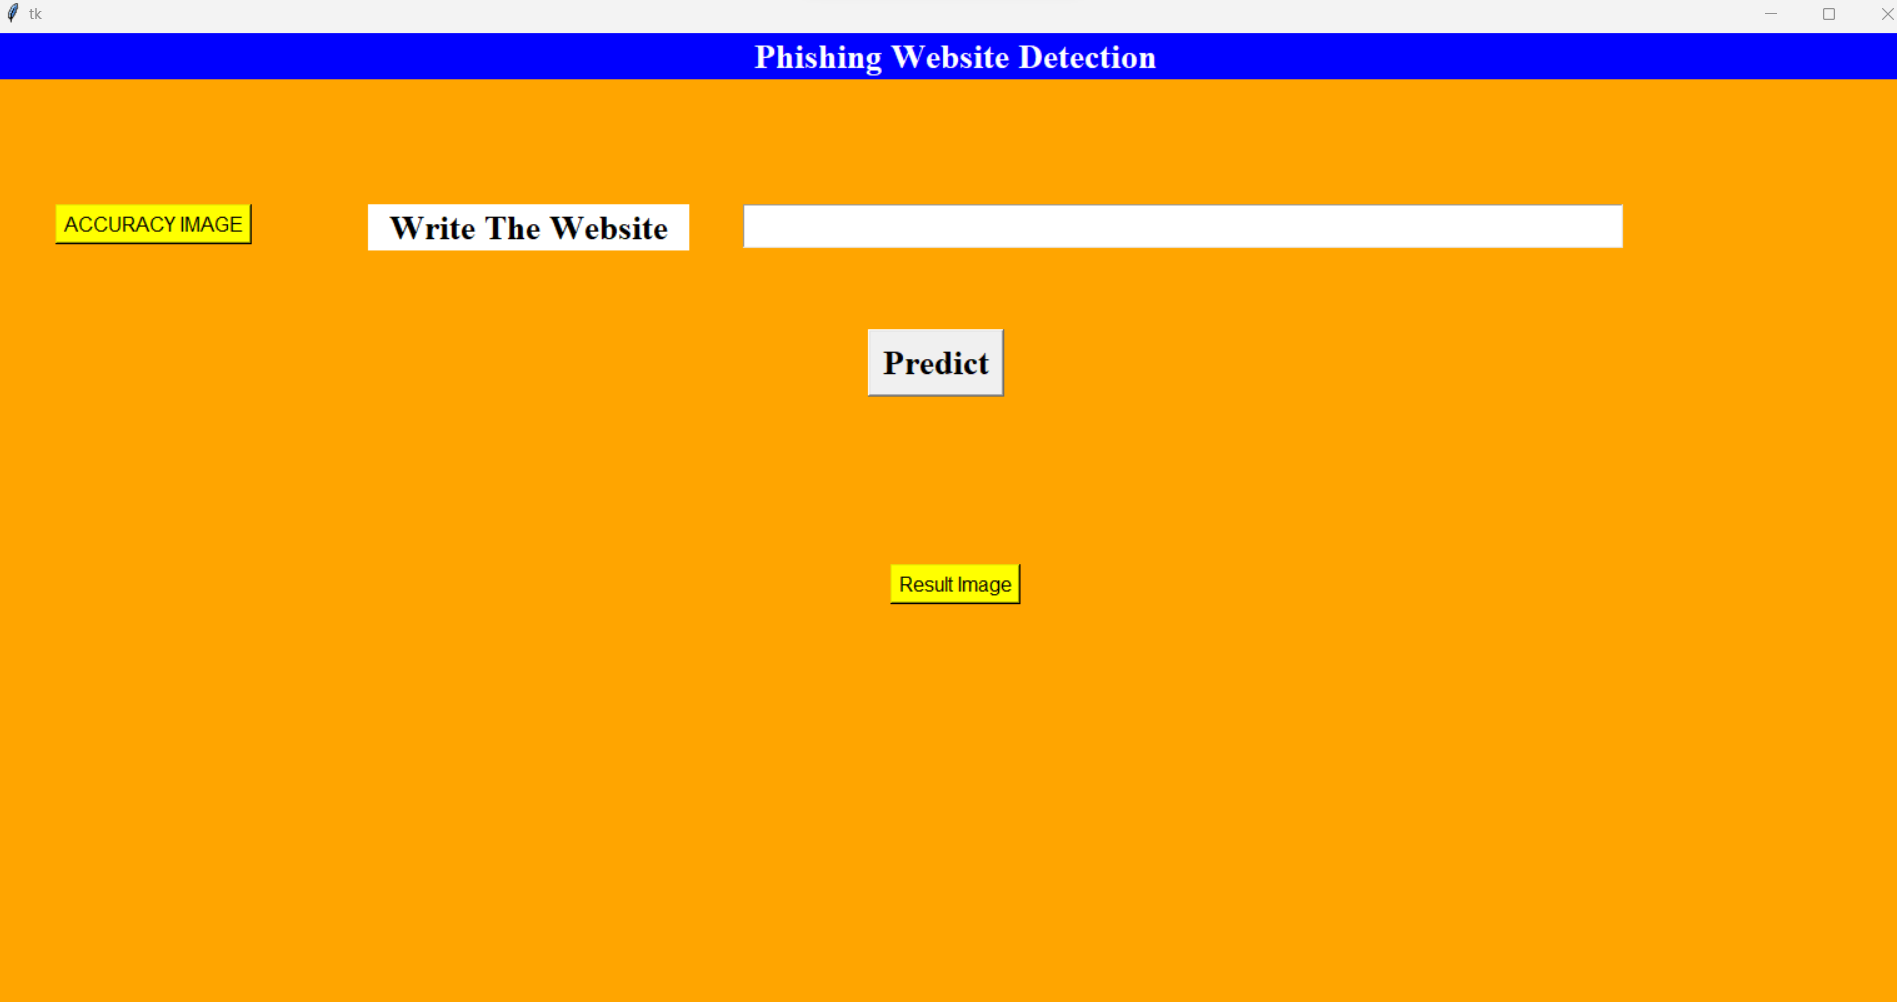 tk
Phishing Website Detection
ACCURACY IMAGE
Write The Website
Predict
Result Image